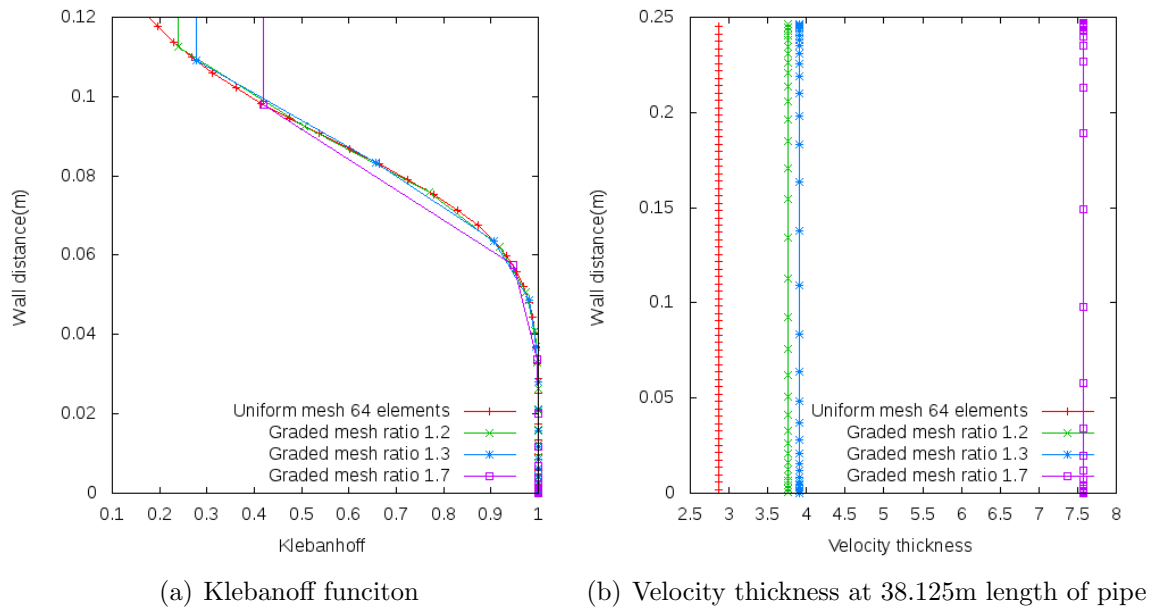 0.12
0.1
0.08
0.06
0.04
0.02
0
Wall distance(m)
Uniform mesh 64 elements
Graded mesh ratio 1.2
Graded mesh ratio 1.3
Graded mesh ratio 1.7
0.1 0.2 0.3 0.4 0.5 0.6 0.7 0.8 0.9 1
Klebanhoff
(a) Klebanoff funciton
0.25
0.2
0.15
0.1
0.05
0
Wall distance(m)
Uniform mesh 64 elements
Graded mesh ratio 1.2
Graded mesh ratio 1.3
Graded mesh ratio 1.7
2.5 3 3.5 4 4.5 5 5.5 6 6.5 7 7.5 8
Velocity thickness
(b) Velocity thickness at 38.125m length of pipe